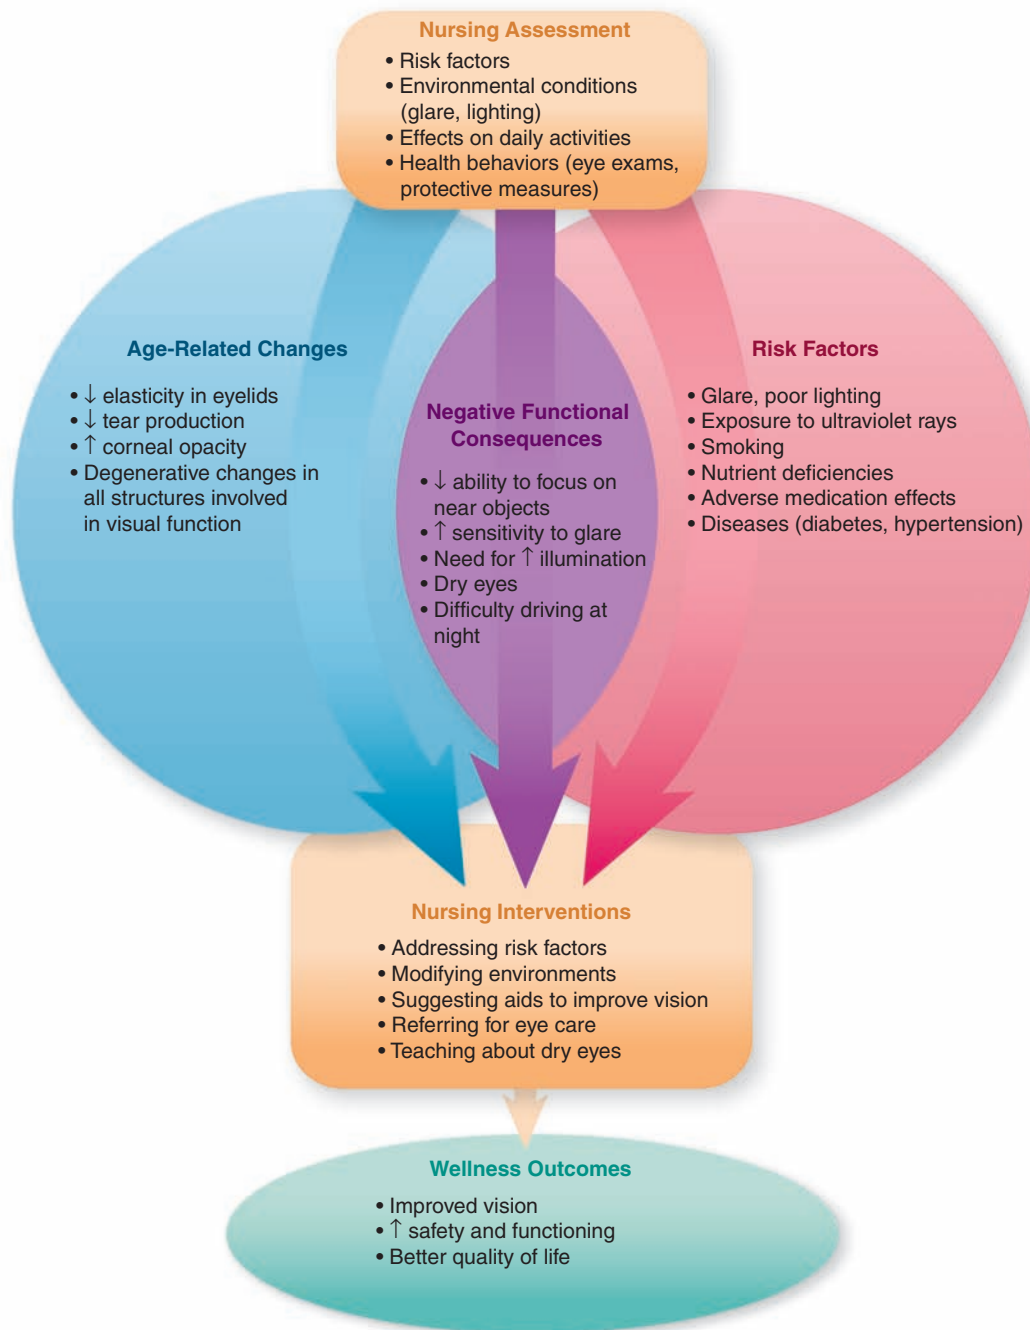 Nursing Assessment
• Risk factors
• Environmental conditions
(glare, lighting)
• Effects on daily activities
• Health behaviors (eye exams,
protective measures)
Age-Related Changes
• ↓ elasticity in eyelids
• ↓ tear production
• ↑ corneal opacity
• Degenerative changes in
all structures involved
in visual function
Negative Functional
Consequences
• ↓ ability to focus on
near objects
• ↑ sensitivity to glare
• Need for ↑ illumination
• Dry eyes
• Difficulty driving at
night
Risk Factors
• Glare, poor lighting
• Exposure to ultraviolet rays
• Smoking
• Nutrient deficiencies
• Adverse medication effects
• Diseases (diabetes, hypertension)
Nursing Interventions
• Addressing risk factors
• Modifying environments
• Suggesting aids to improve vision
• Referring for eye care
• Teaching about dry eyes
Wellness Outcomes
• Improved vision
• ↑ safety and functioning
• Better quality of life